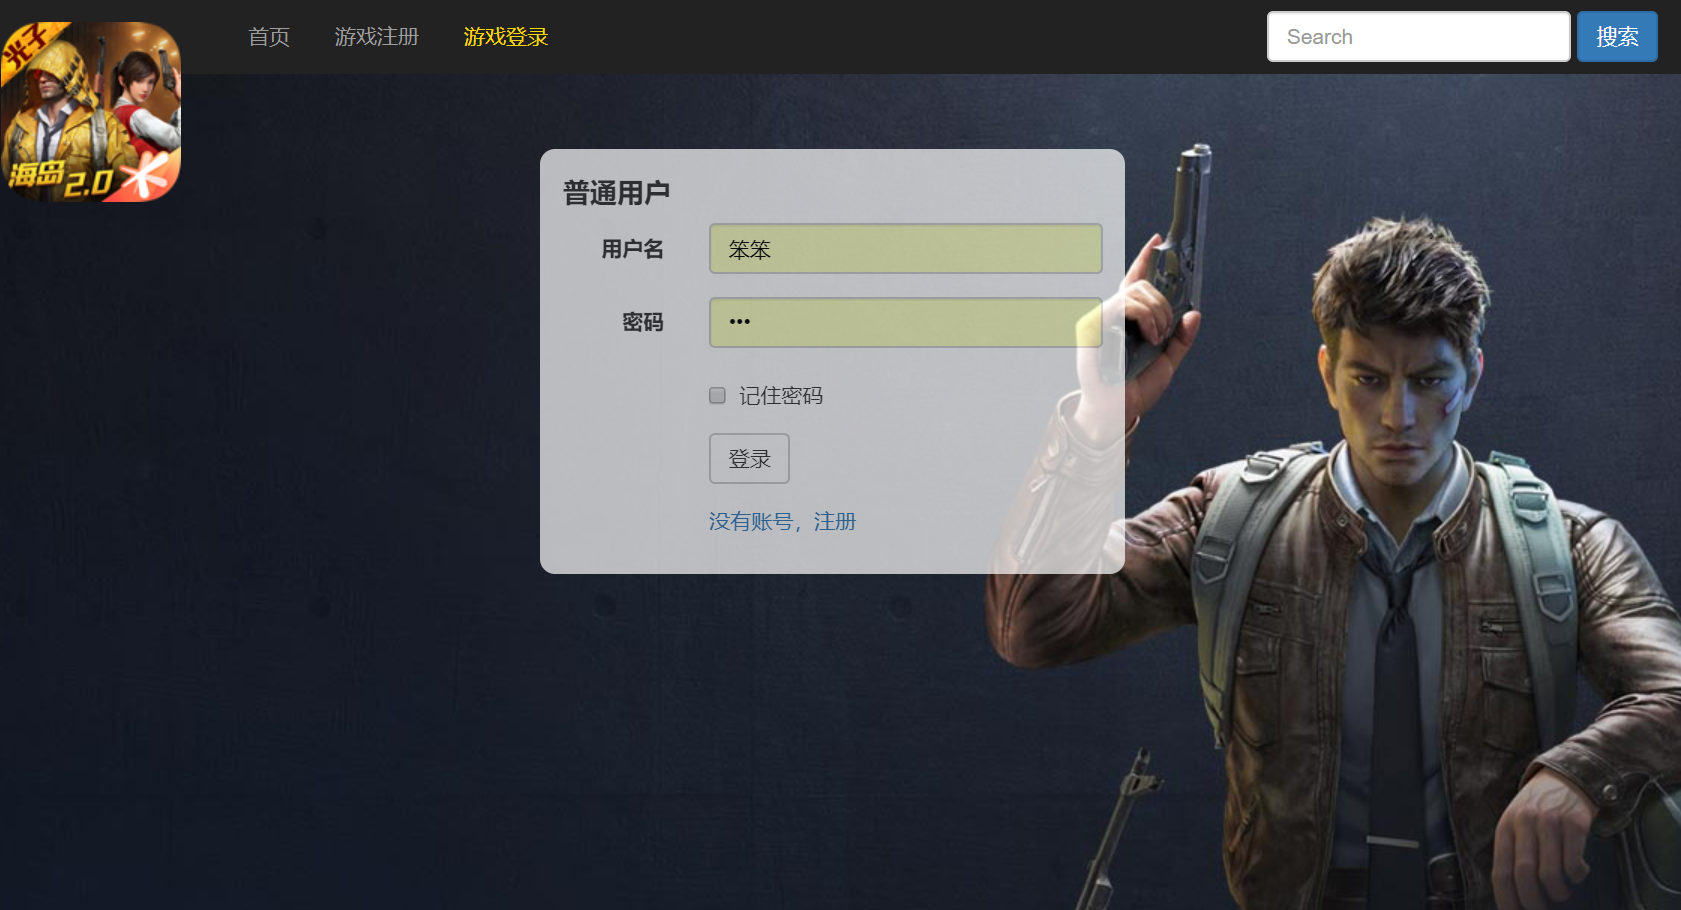 首页 游戏注册 游戏登录 Search 搜索
光子
海岛2.0
普通用户
用户名 笨笨
密码 •••
记住密码
登录
没有账号，注册